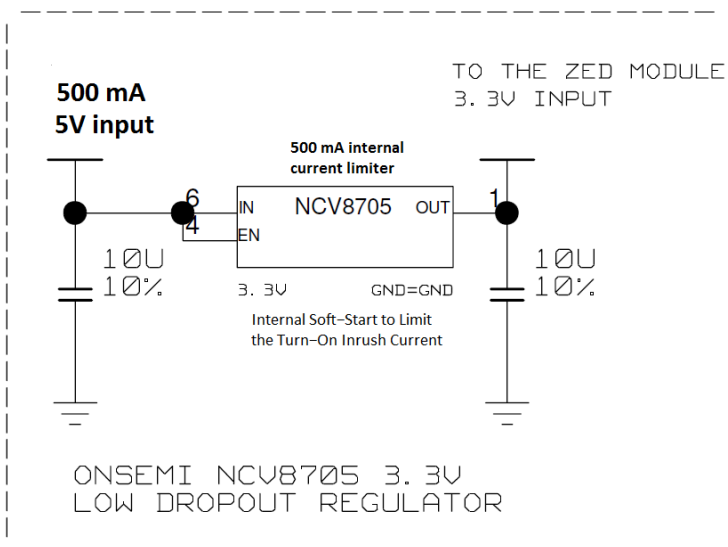 500 mA
5V input
TO THE ZED MODULE
3.3V INPUT
500 mA internal
current limiter
6
4
IN
EN
NCV8705
OUT
1
10U
10%
3.3V
GND=GND
10U
10%
Internal Soft-Start to Limit
the Turn-On Inrush Current
ONSEMI NCV8705 3.3V
LOW DROPOUT REGULATOR